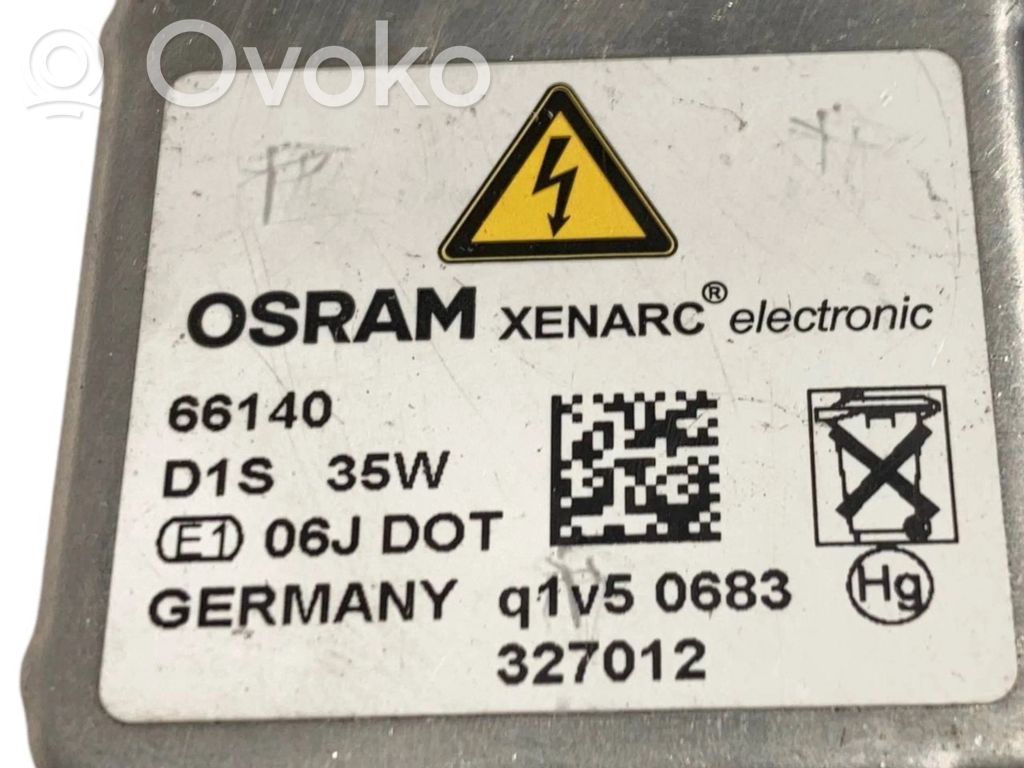 Ovoko
OSRAM XENARC® electronic
66140
D1S 35W
E1 06J DOT
GERMANY q1v5 0683
327012
Hg